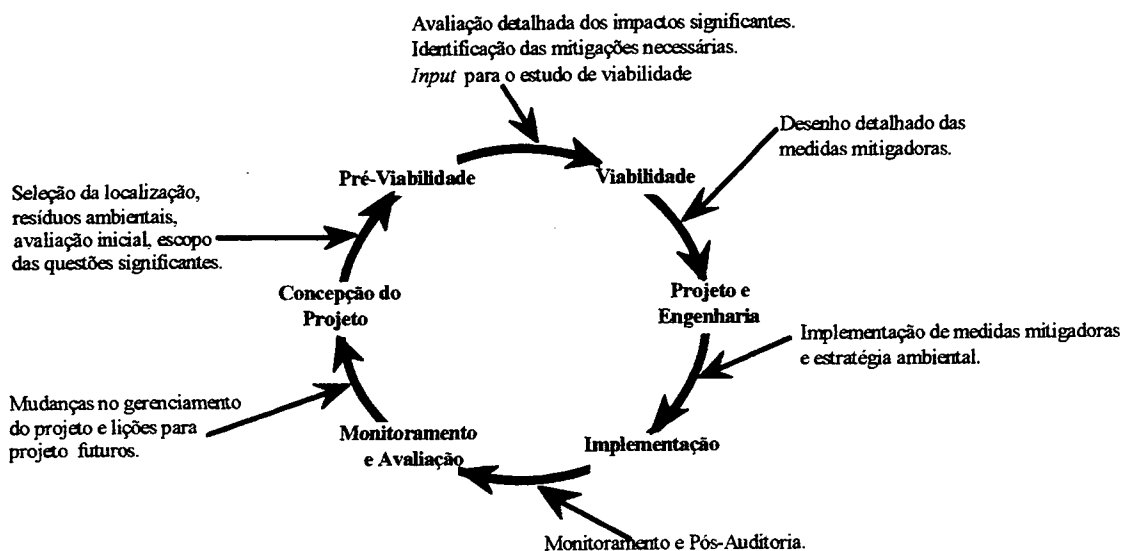 Avaliação detalhada dos impactos significantes.
Identificação das mitigações necessárias.
Input para o estudo de viabilidade
Desenho detalhado das
medidas mitigadoras.
Pré-Viabilidade
Viabilidade
Seleção da localização,
resíduos ambientais,
avaliação inicial, escopo
das questões significantes.
Concepção do
Projeto
Projeto e
Engenharia
Implementação de medidas mitigadoras
e estratégia ambiental.
Mudanças no gerenciamento
do projeto e lições para
projeto futuros.
Monitoramento
e Avaliação
Implementação
Monitoramento e Pós-Auditoria.